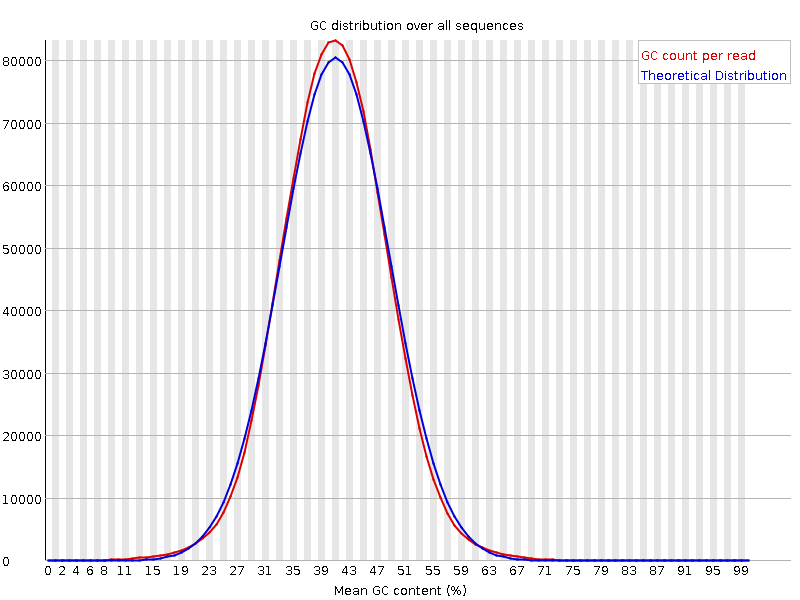 GC distribution over all sequences
GC count per read
Theoretical Distribution
80000
70000
60000
50000
40000
30000
20000
10000
0
0 2 4 6 8 11 15 19 23 27 31 35 39 43 47 51 55 59 63 67 71 75 79 83 87 91 95 99
Mean GC content (%)